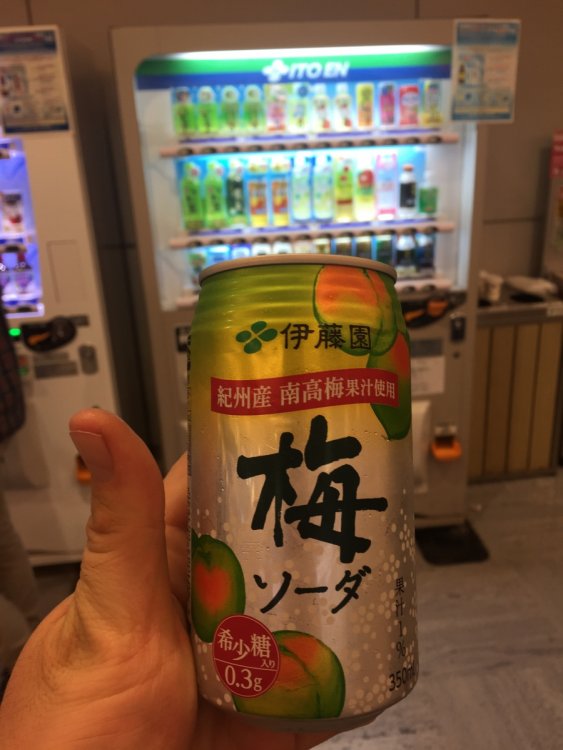 ITO EN
伊藤園
紀州産 南高梅果汁使用
梅
ソーダ
希少糖
入り
0.3g
果汁1%
350ml